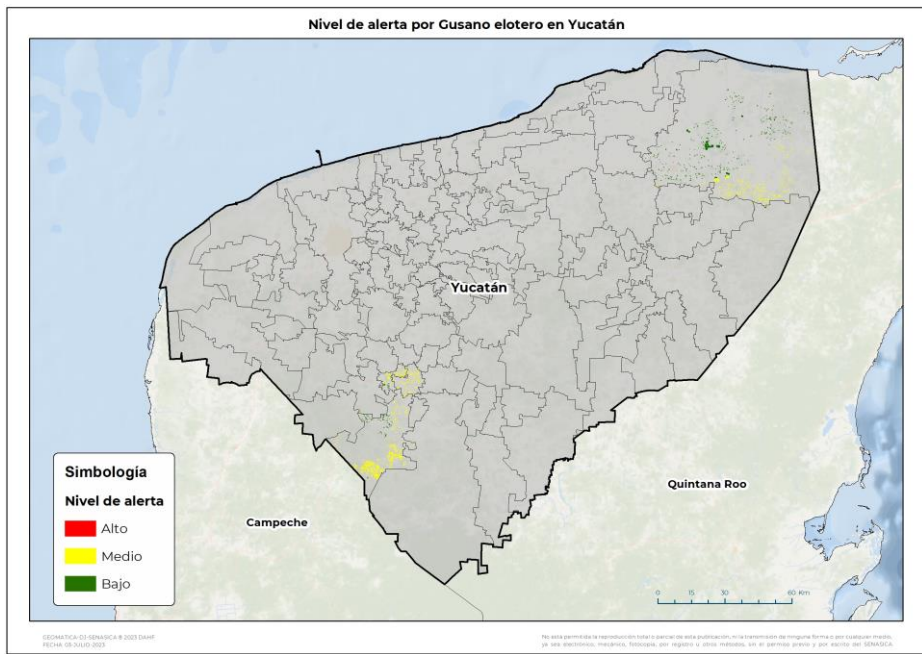 Nivel de alerta por Gusano elotero en Yucatán
Yucatán
Quintana Roo
Campeche
Simbología
Nivel de alerta
Alto
Medio
Bajo
0 15 30 60 Km
GEOMATICA-DJ-SENASICA ® 2023 DAHF
FECHA: 03-JULIO-2023
No esta permitida la reproducción total o parcial de esta publicación, ni la transmisión de ninguna forma o por cualquier medio,
ya sea electrónico, mecánico, fotocopia, por registro u otros métodos, sin el permiso previo y por escrito del SENASICA.